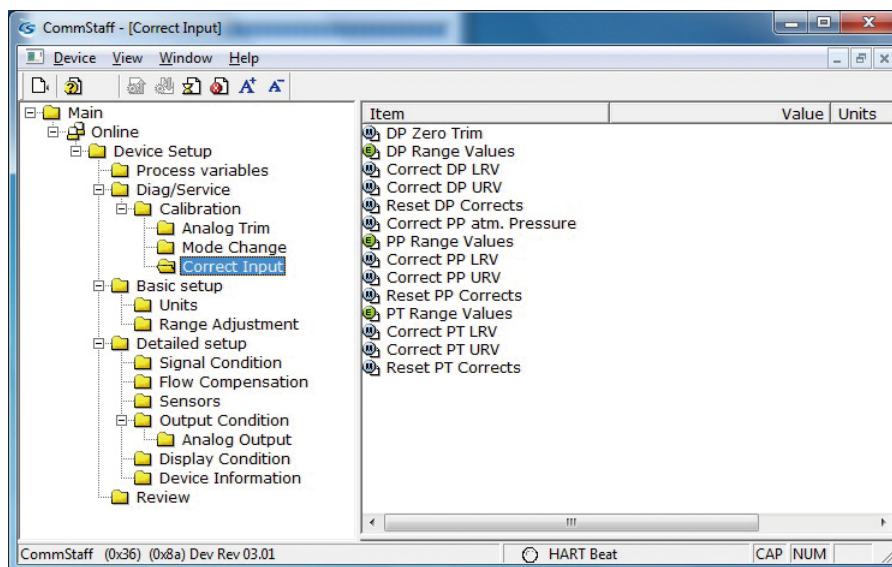 CommStaff - [Correct Input]
Device View Window Help
A+ A-
Main
Online
Device Setup
Process variables
Diag/Service
Calibration
Analog Trim
Mode Change
Correct Input
Basic setup
Units
Range Adjustment
Detailed setup
Signal Condition
Flow Compensation
Sensors
Output Condition
Analog Output
Display Condition
Device Information
Review
Item Value Units
DP Zero Trim
DP Range Values
Correct DP LRV
Correct DP URV
Reset DP Corrects
Correct PP atm. Pressure
PP Range Values
Correct PP LRV
Correct PP URV
Reset PP Corrects
PT Range Values
Correct PT LRV
Correct PT URV
Reset PT Corrects
CommStaff (0x36) (0x8a) Dev Rev 03.01 HART Beat CAP NUM